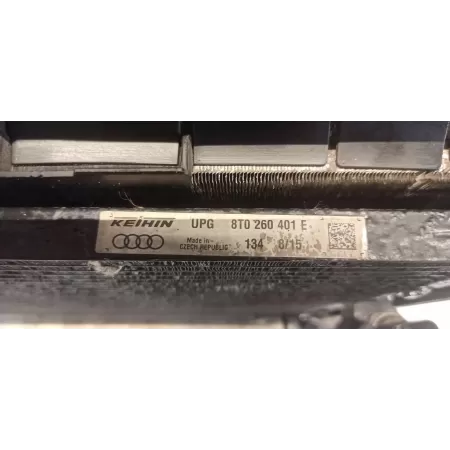 KEIHIN UPG 8T0 260 401 E
Made in
CZECH REPUBLIC 134 8/15